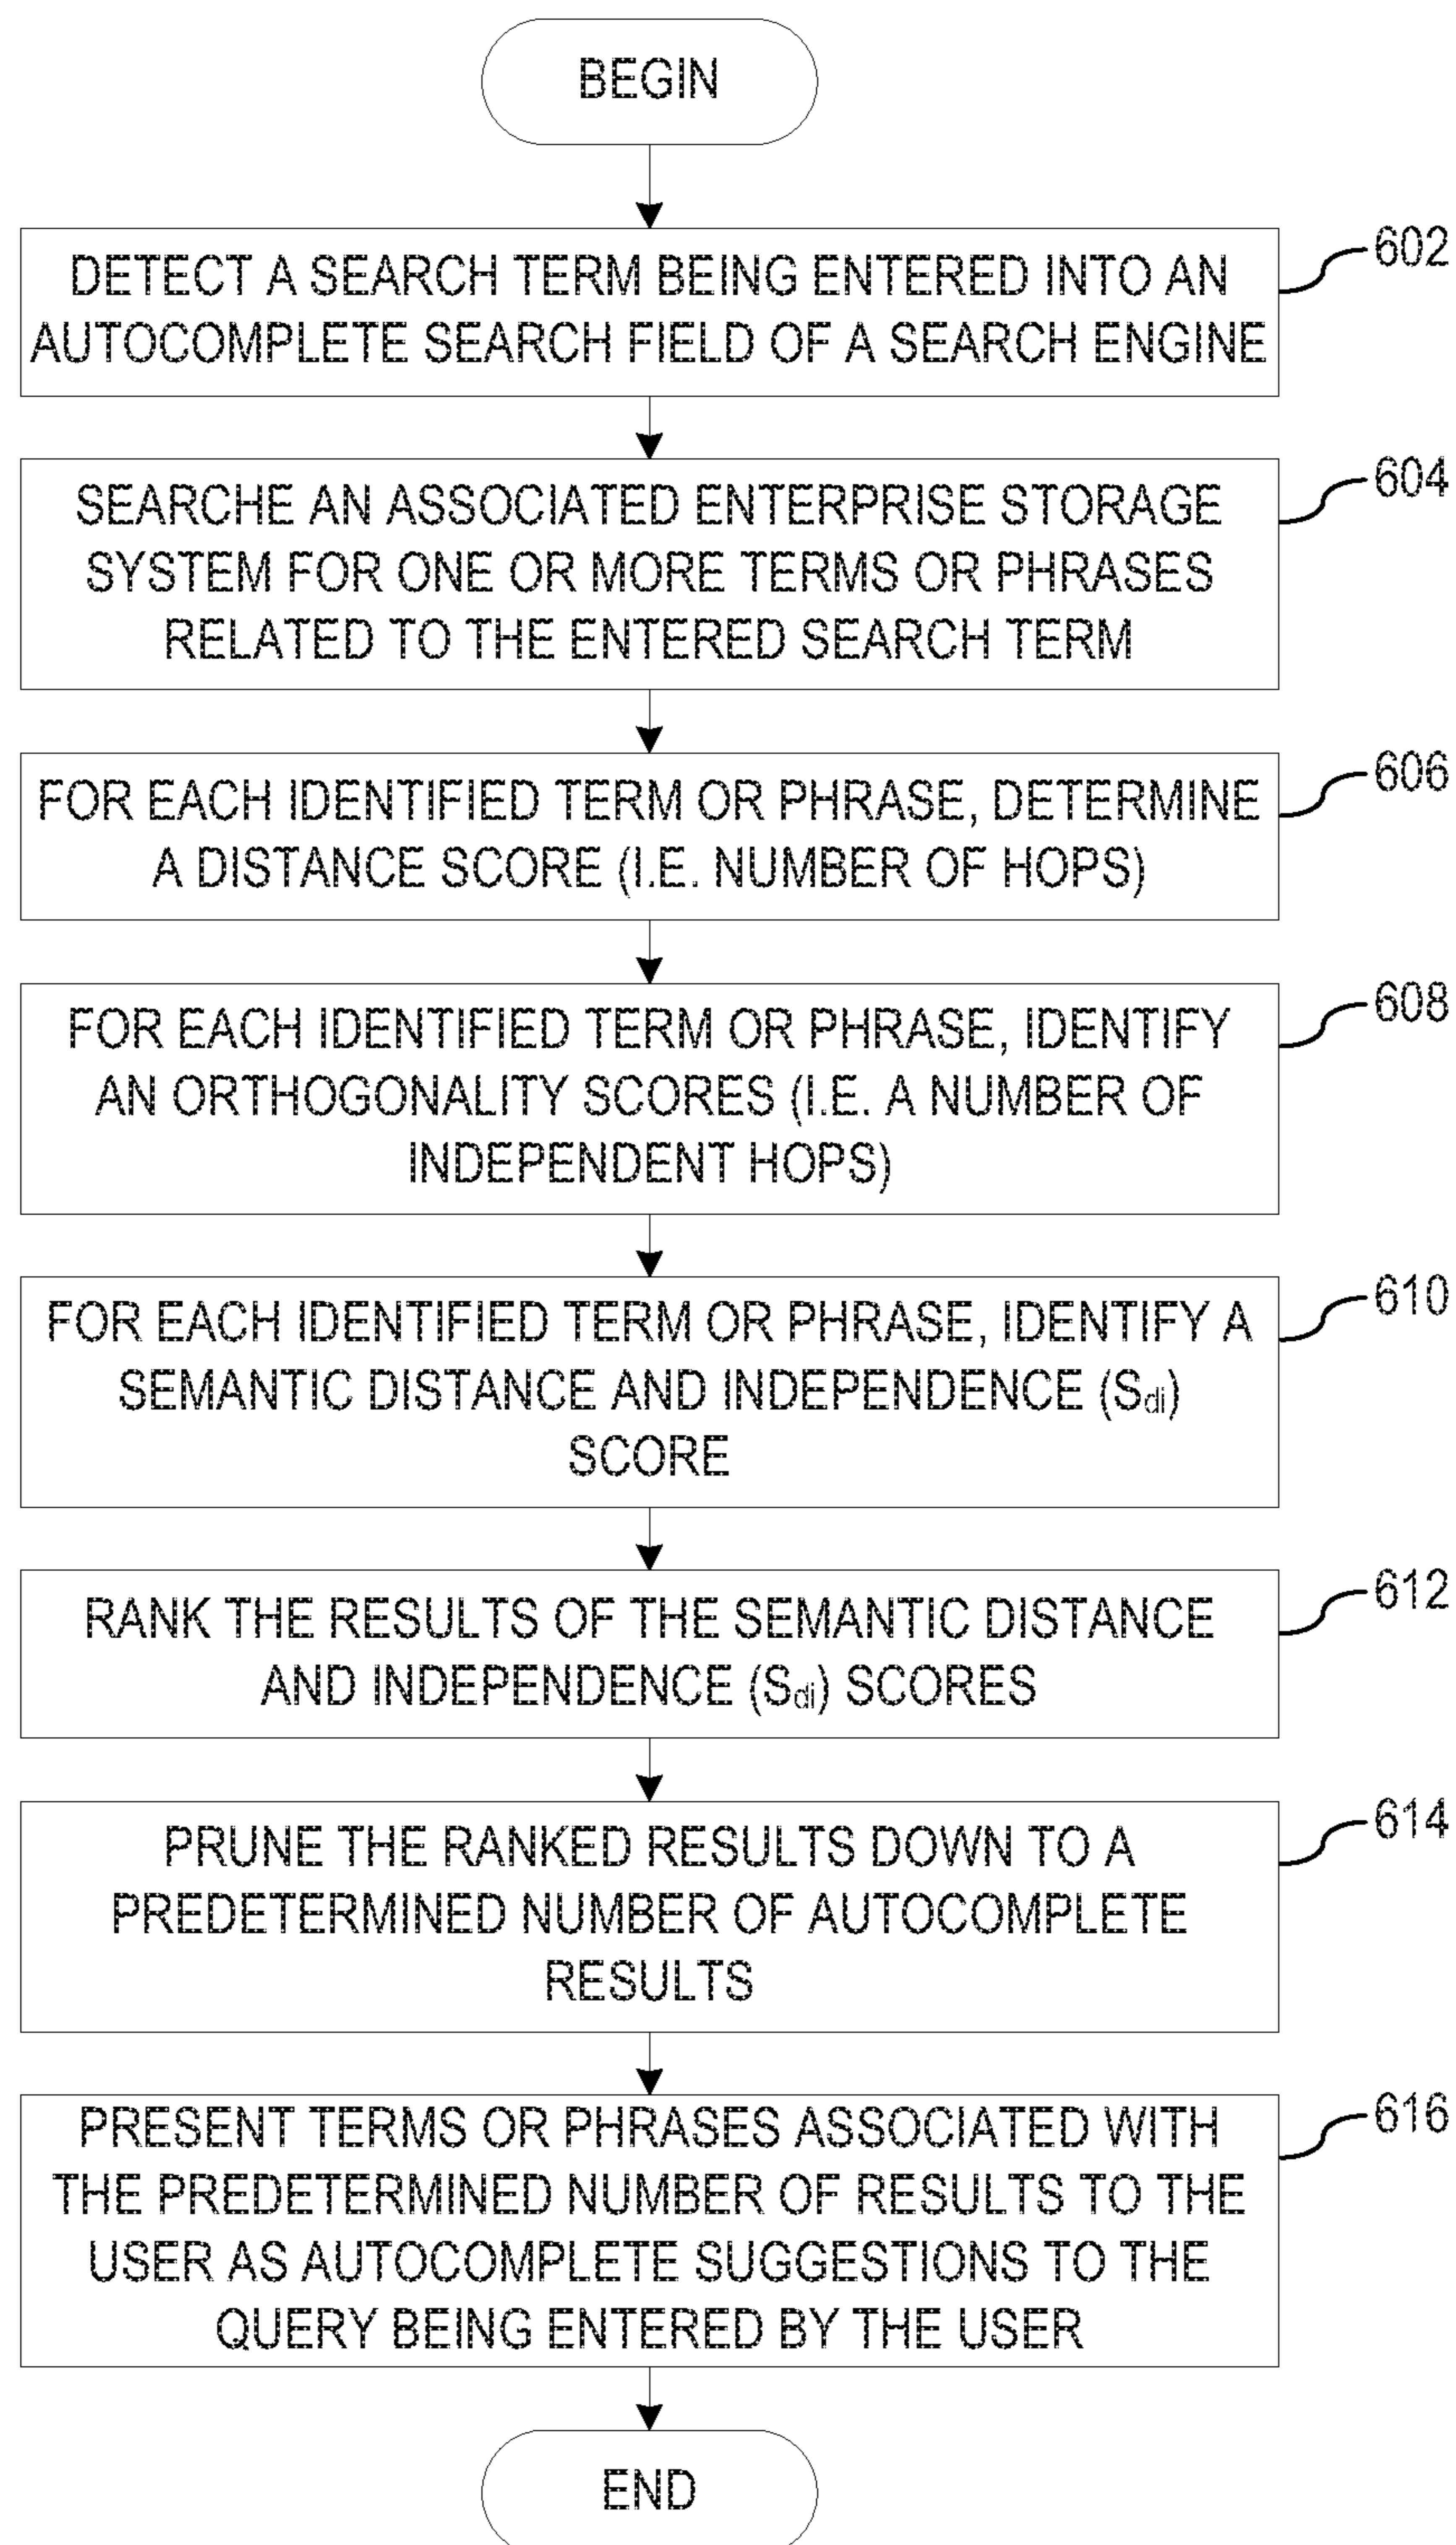 BEGIN
DETECT A SEARCH TERM BEING ENTERED INTO AN
AUTOCOMPLETE SEARCH FIELD OF A SEARCH ENGINE
602
SEARCHE AN ASSOCIATED ENTERPRISE STORAGE
SYSTEM FOR ONE OR MORE TERMS OR PHRASES
RELATED TO THE ENTERED SEARCH TERM
604
FOR EACH IDENTIFIED TERM OR PHRASE, DETERMINE
A DISTANCE SCORE (I.E. NUMBER OF HOPS)
606
FOR EACH IDENTIFIED TERM OR PHRASE, IDENTIFY
AN ORTHOGONALITY SCORES (I.E. A NUMBER OF
INDEPENDENT HOPS)
608
FOR EACH IDENTIFIED TERM OR PHRASE, IDENTIFY A
SEMANTIC DISTANCE AND INDEPENDENCE (Sdi)
SCORE
610
RANK THE RESULTS OF THE SEMANTIC DISTANCE
AND INDEPENDENCE (Sdi) SCORES
612
PRUNE THE RANKED RESULTS DOWN TO A
PREDETERMINED NUMBER OF AUTOCOMPLETE
RESULTS
614
PRESENT TERMS OR PHRASES ASSOCIATED WITH
THE PREDETERMINED NUMBER OF RESULTS TO THE
USER AS AUTOCOMPLETE SUGGESTIONS TO THE
QUERY BEING ENTERED BY THE USER
616
END